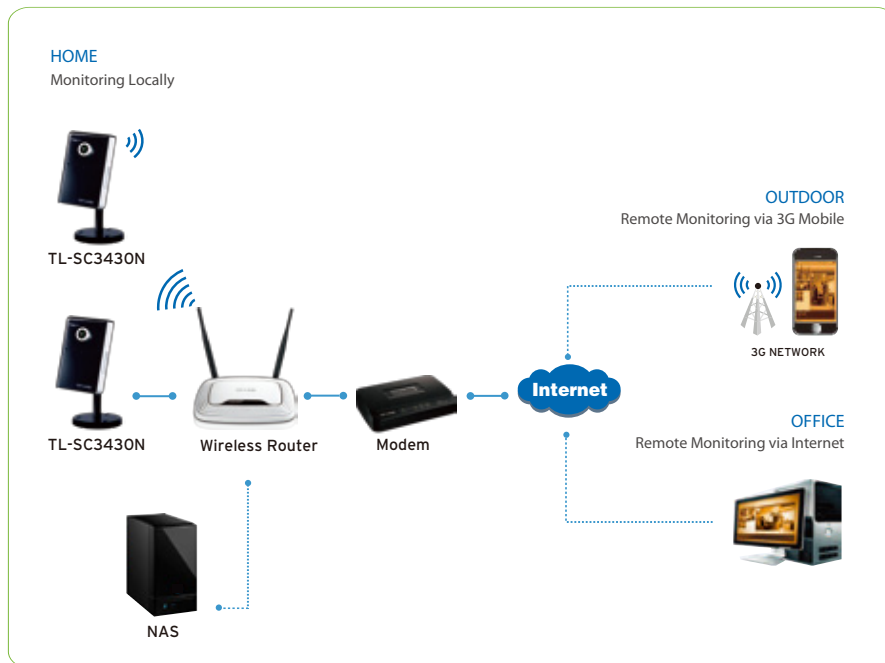 HOME
Monitoring Locally
TL-SC3430N
OUTDOOR
Remote Monitoring via 3G Mobile
3G NETWORK
TL-SC3430N
Wireless Router
Modem
Internet
OFFICE
Remote Monitoring via Internet
NAS